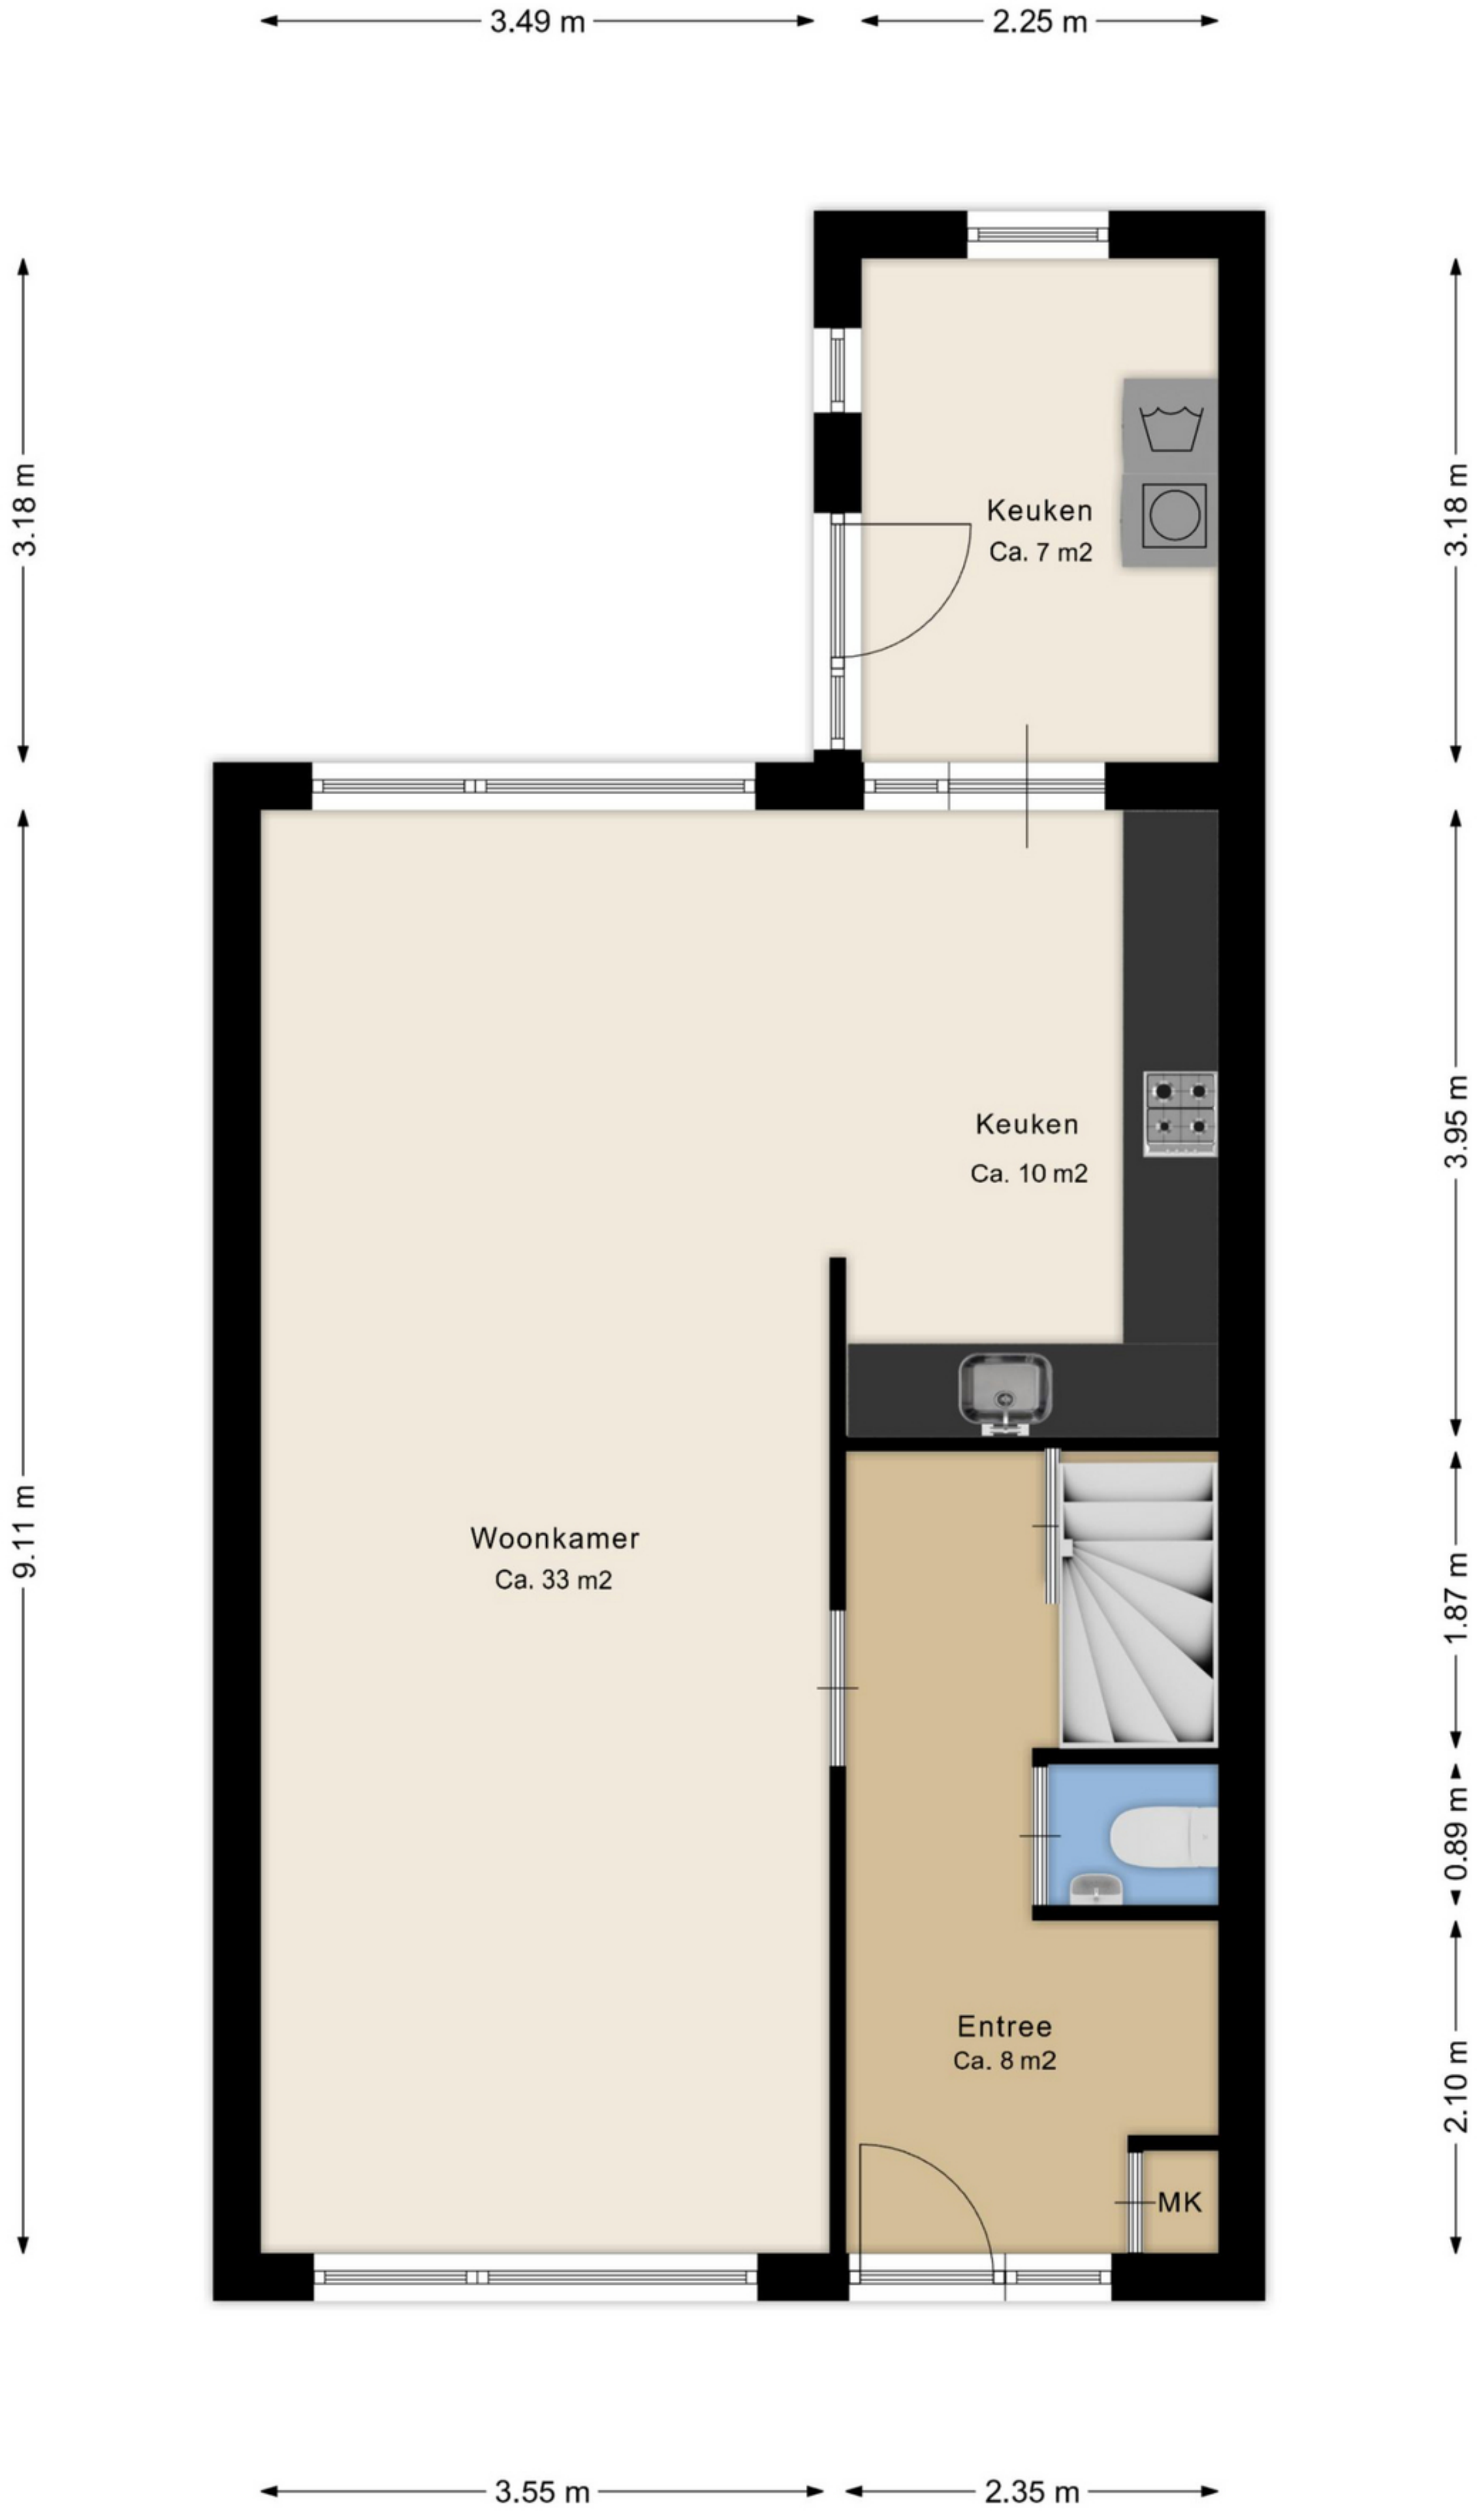 3.49 m
2.25 m
3.18 m
3.18 m
Keuken
Ca. 7 m2
Keuken
Ca. 10 m2
3.95 m
9.11 m
Woonkamer
Ca. 33 m2
1.87 m
0.89 m
Entree
Ca. 8 m2
2.10 m
MK
3.55 m
2.35 m